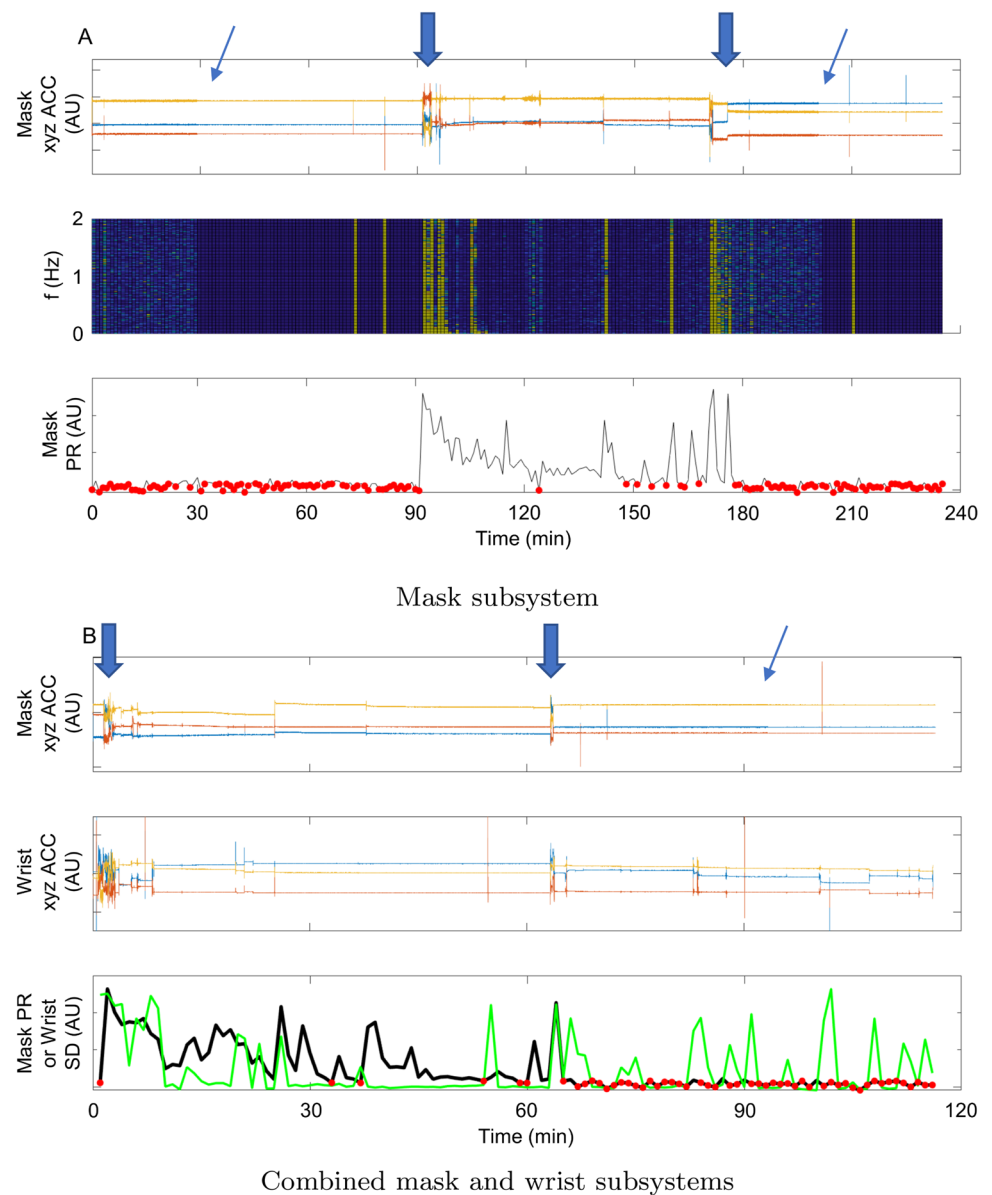 A
Mask
xyz ACC
(AU)
2
1
0
f (Hz)
Mask
PR (AU)
0 30 60 90 120 150 180 210 240
Time (min)
Mask subsystem
B
Mask
xyz ACC
(AU)
Wrist
xyz ACC
(AU)
Mask PR
or Wrist
SD (AU)
0 30 60 90 120
Time (min)
Combined mask and wrist subsystems